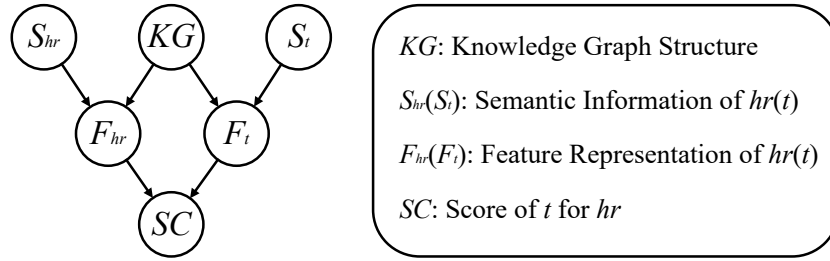 S_hr KG S_t
F_hr F_t
SC
KG: Knowledge Graph Structure
S_hr(S_t): Semantic Information of hr(t)
F_hr(F_t): Feature Representation of hr(t)
SC: Score of t for hr